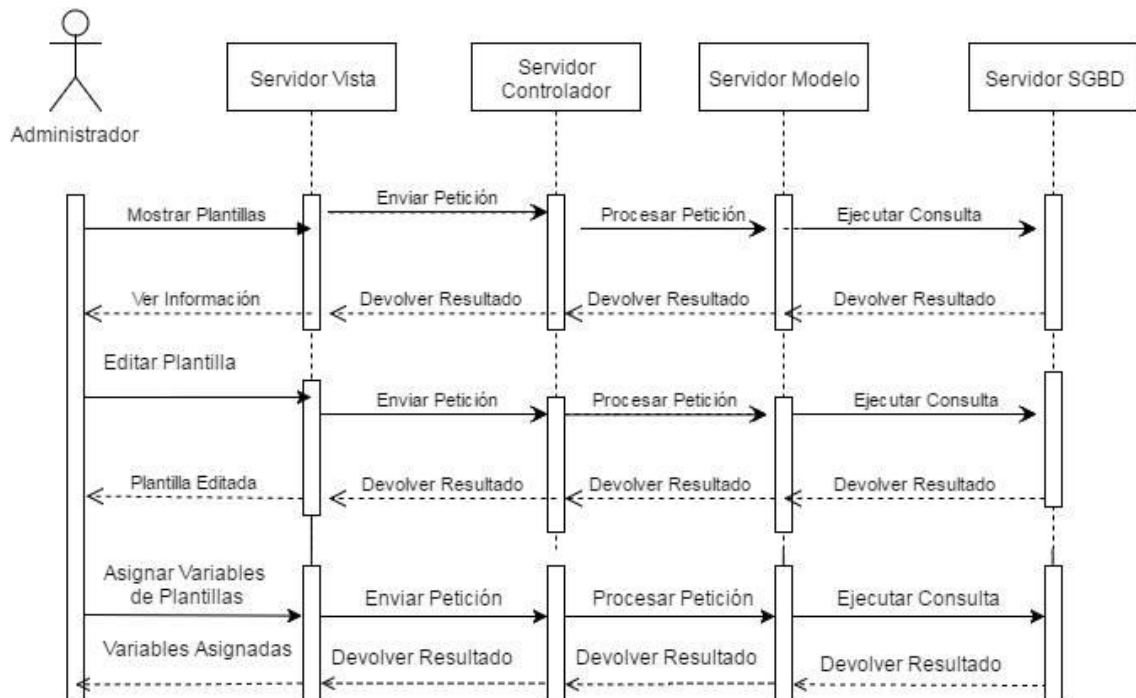 Servidor Vista
Servidor
Controlador
Servidor Modelo
Servidor SGBD
Administrador
Mostrar Plantillas
Enviar Petición
Procesar Petición
Ejecutar Consulta
Ver Información
Devolver Resultado
Devolver Resultado
Devolver Resultado
Editar Plantilla
Enviar Petición
Procesar Petición
Ejecutar Consulta
Plantilla Editada
Devolver Resultado
Devolver Resultado
Devolver Resultado
Asignar Variables
de Plantillas
Enviar Petición
Procesar Petición
Ejecutar Consulta
Variables Asignadas
Devolver Resultado
Devolver Resultado
Devolver Resultado